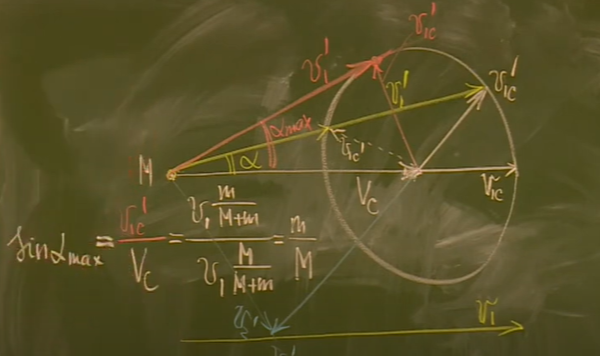 v₁c'
v₁'
v₁'
v₁c'
αmax
M
α
v₁c'
Vc
v₁c
sinαmax = v₁c' / Vc = v₁ m/(M+m) / v₁ M/(M+m) = m/M
v₁